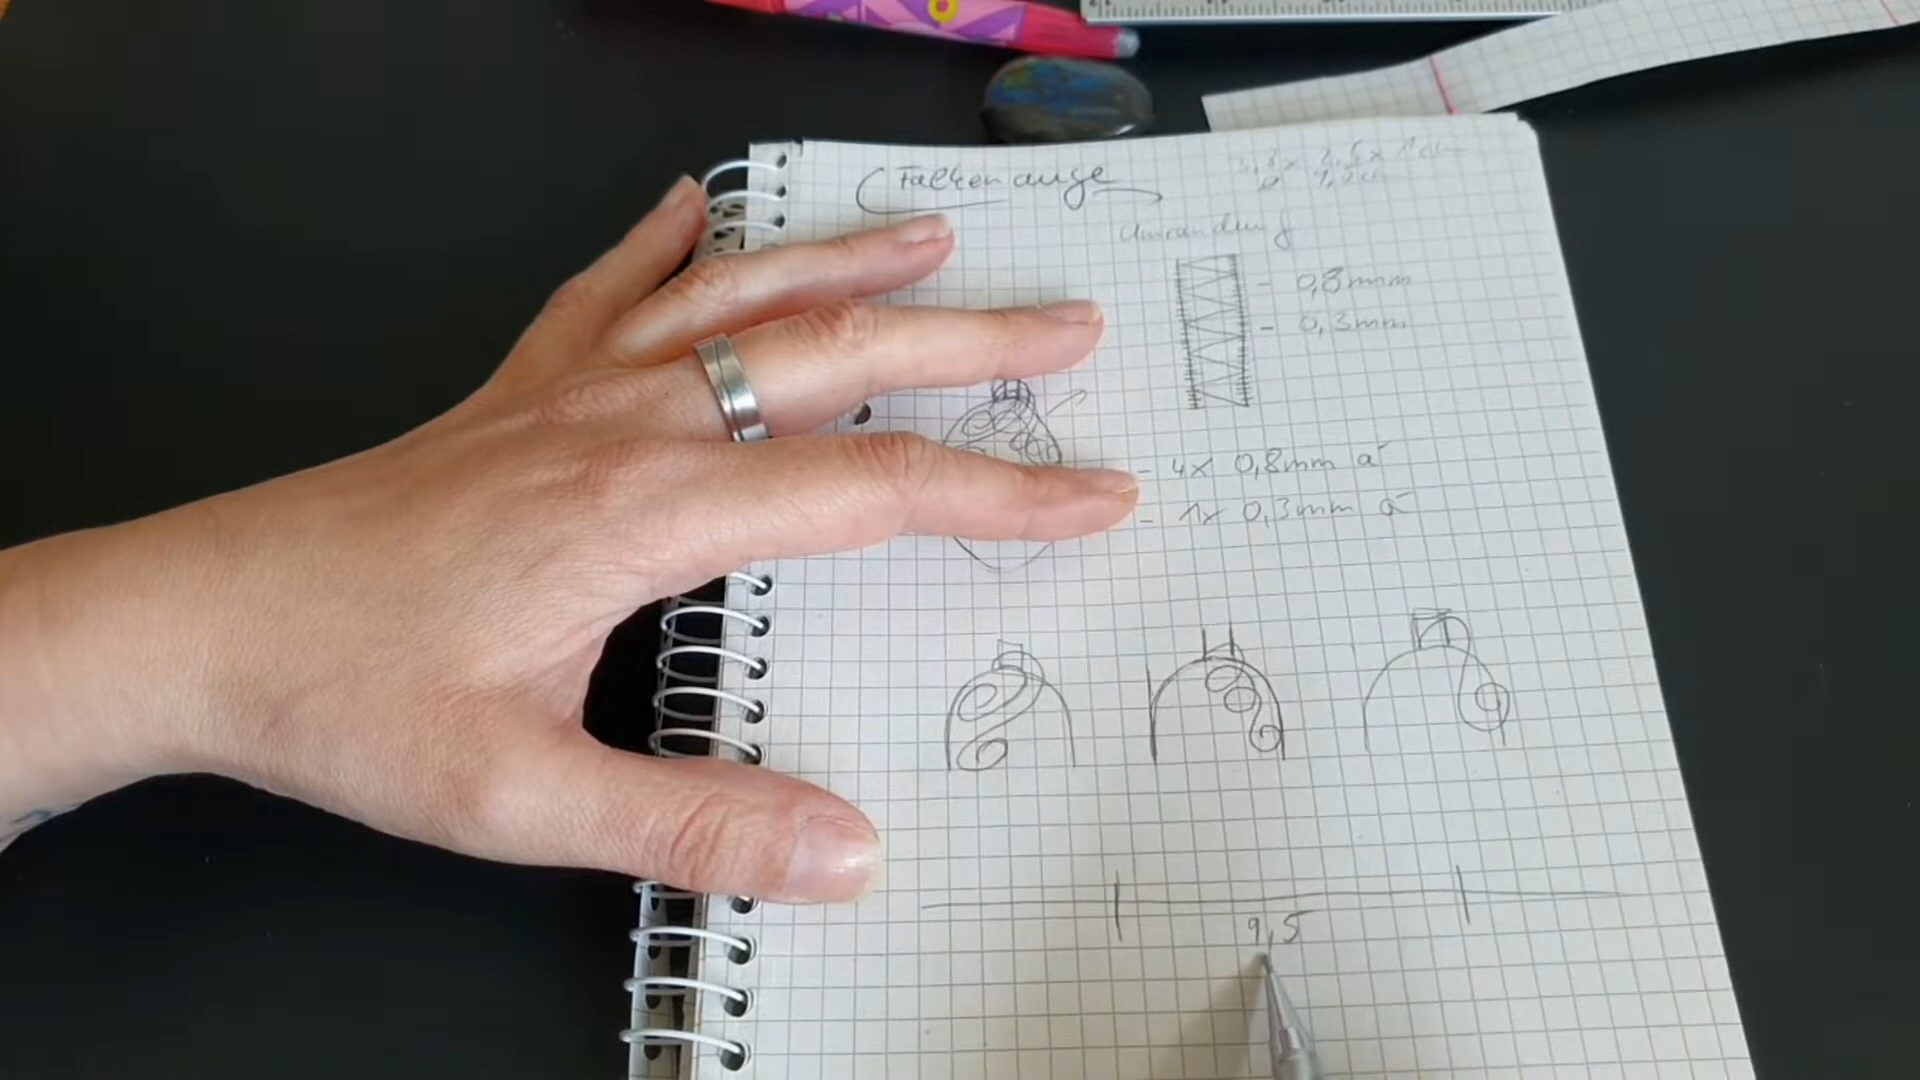 Falkenauge
Umrandung
- 0,8mm
- 0,3mm
- 4x 0,8mm á
- 1x 0,3mm á
9,5